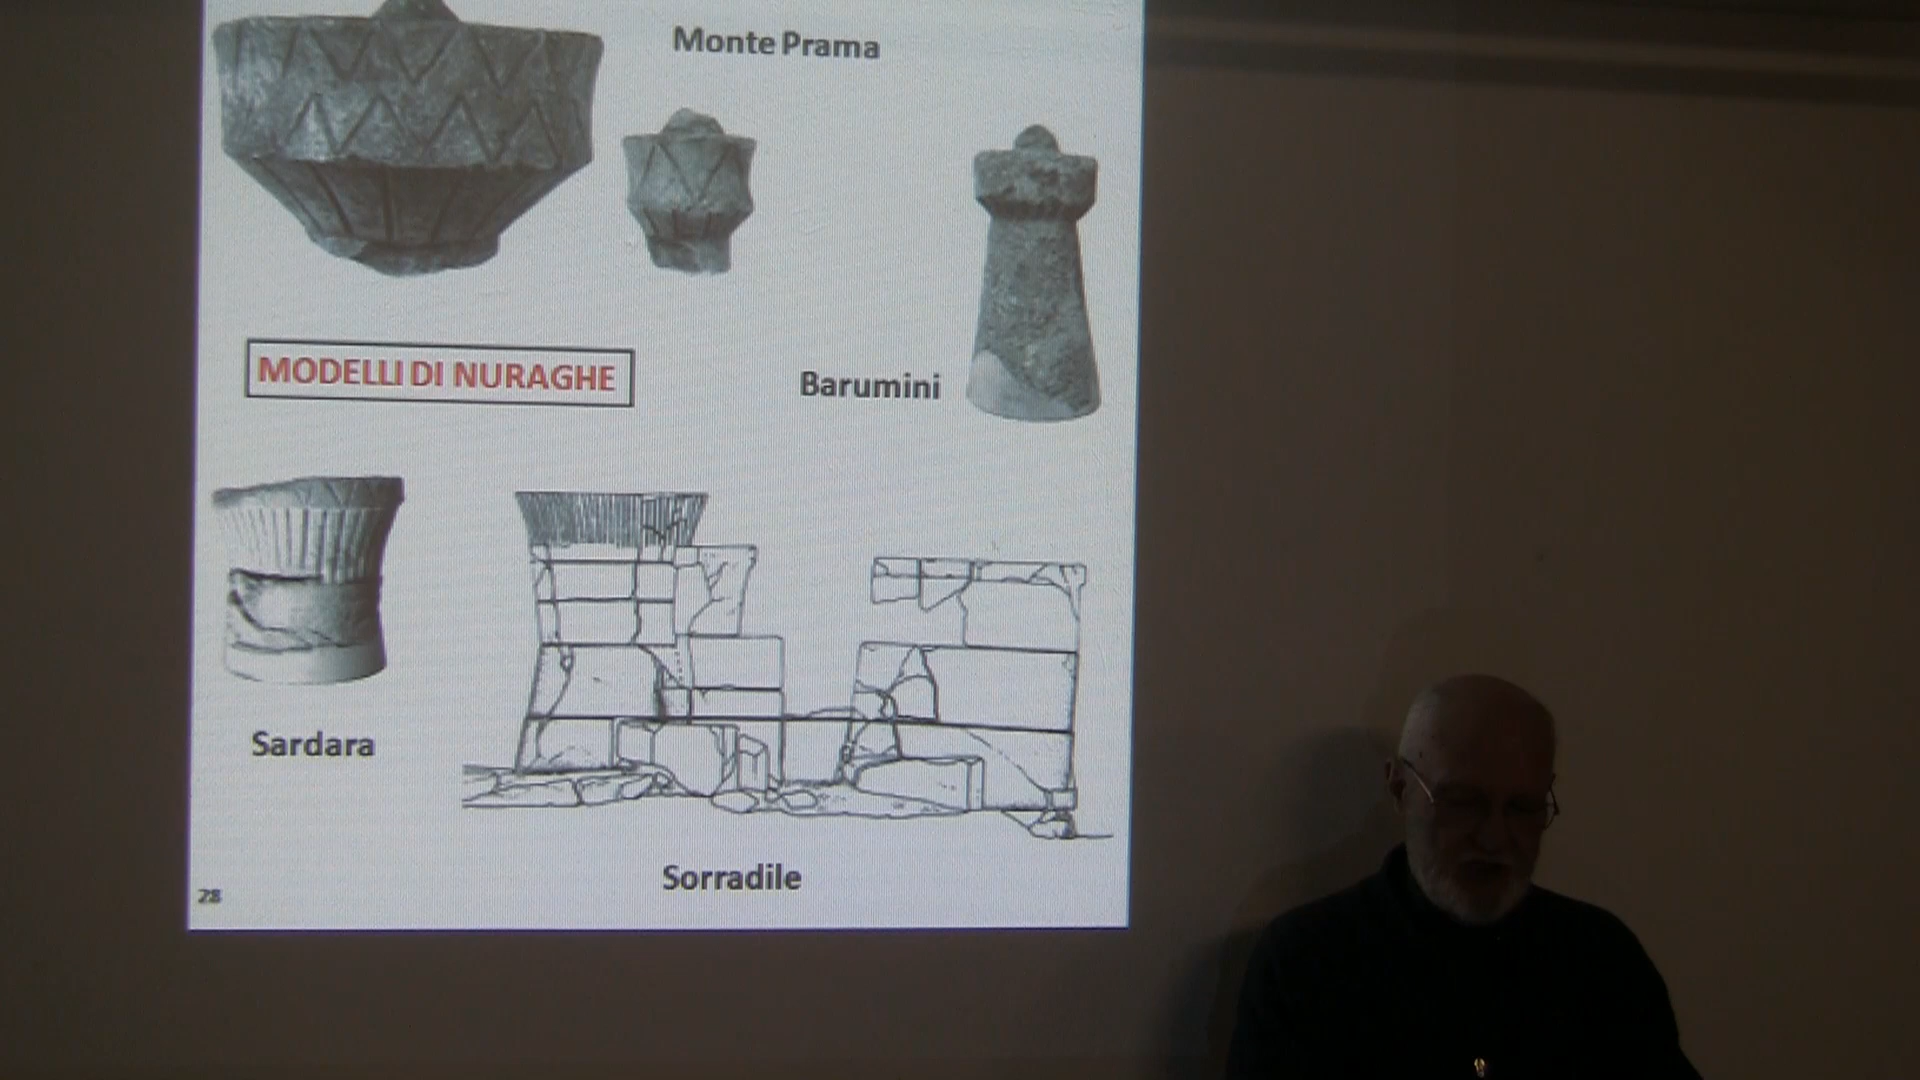 Monte Prama
MODELLI DI NURAGHE
Barumini
Sardara
Sorradile
28